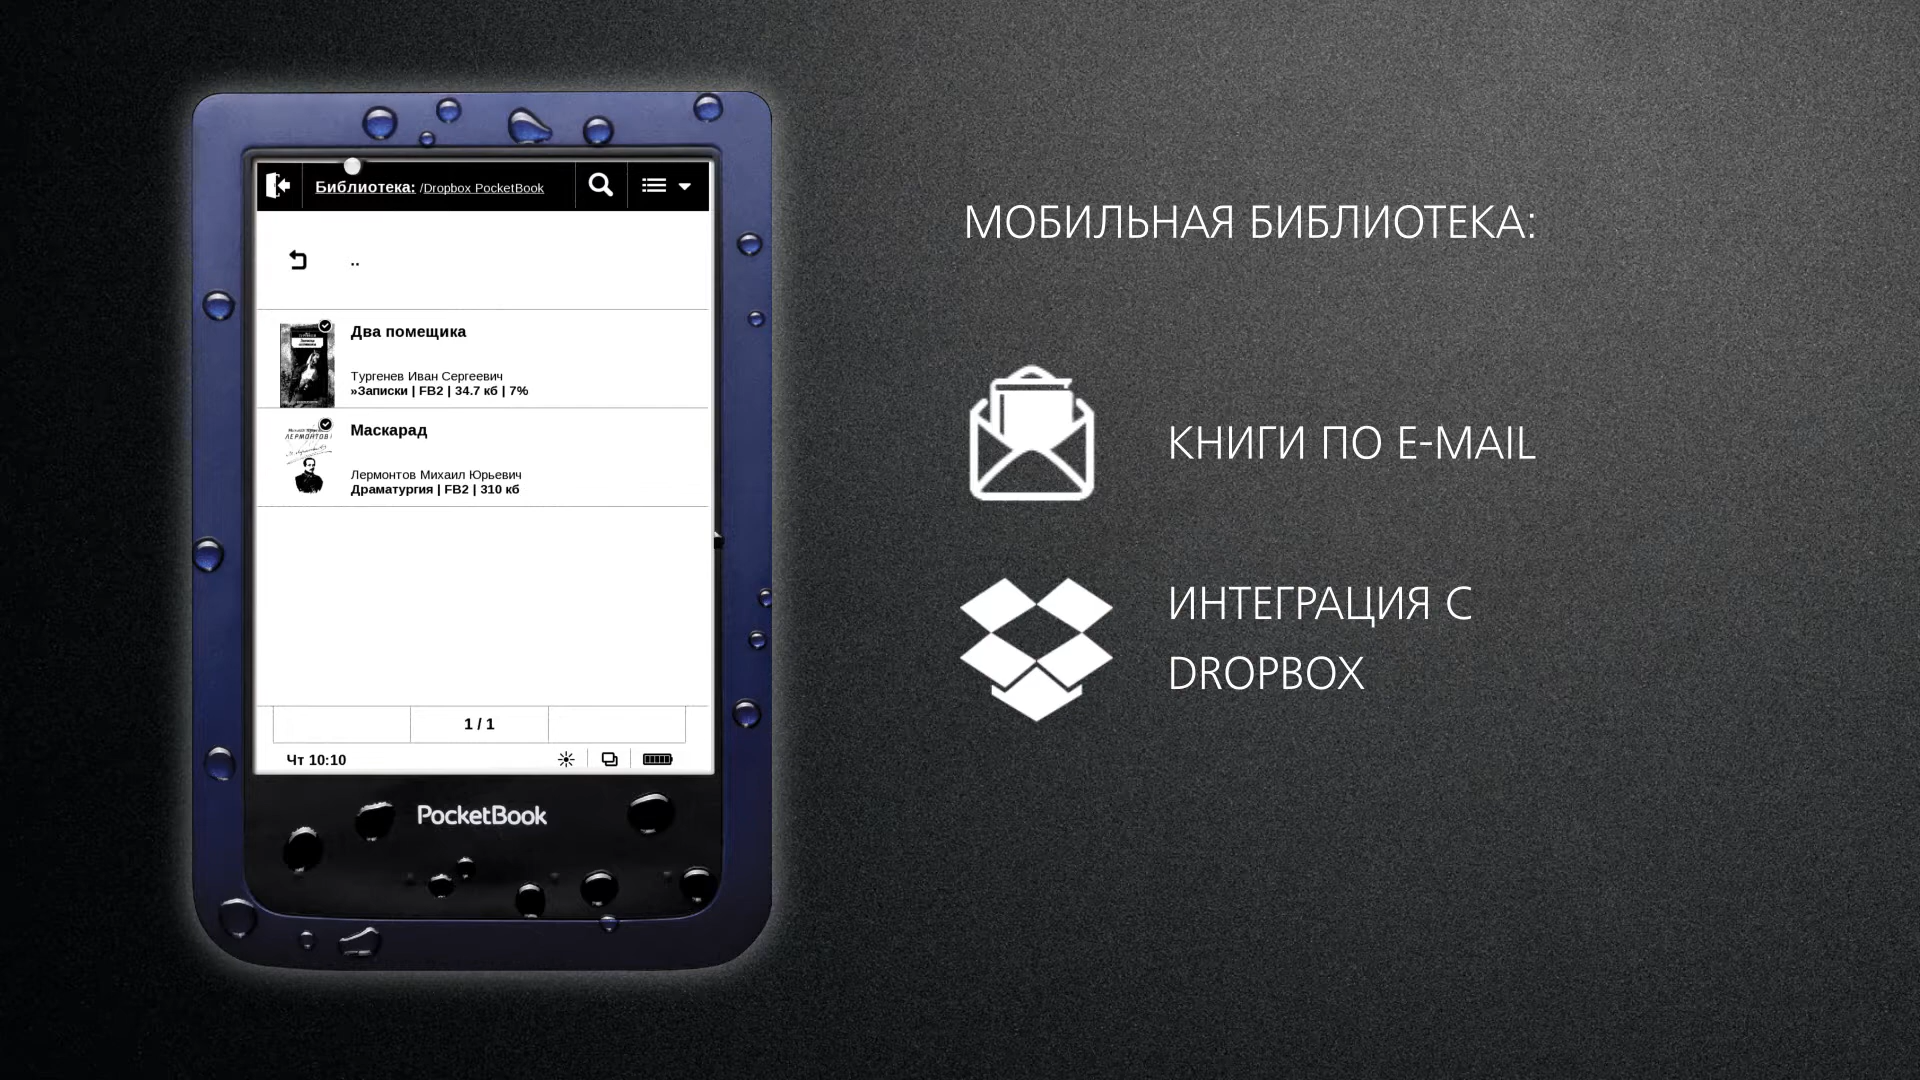 Библиотека: /Dropbox PocketBook
..
Два помещика
Тургенев Иван Сергеевич
»Записки | FB2 | 34.7 кб | 7%
ЛЕРМОНТОВ
Маскарад
Лермонтов Михаил Юрьевич
Драматургия | FB2 | 310 кб
1 / 1
Чт 10:10
PocketBook
МОБИЛЬНАЯ БИБЛИОТЕКА:
КНИГИ ПО E-MAIL
ИНТЕГРАЦИЯ С
DROPBOX